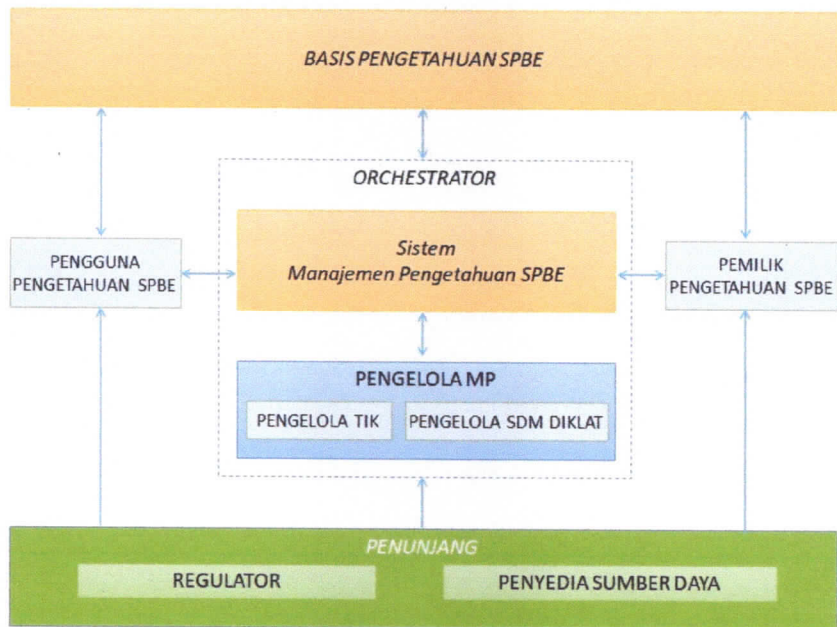 BASIS PENGETAHUAN SPBE
ORCHESTRATOR
Sistem
Manajemen Pengetahuan SPBE
PENGGUNA
PENGETAHUAN SPBE
PEMILIK
PENGETAHUAN SPBE
PENGELOLA MP
PENGELOLA TIK
PENGELOLA SDM DIKLAT
PENUNJANG
REGULATOR
PENYEDIA SUMBER DAYA